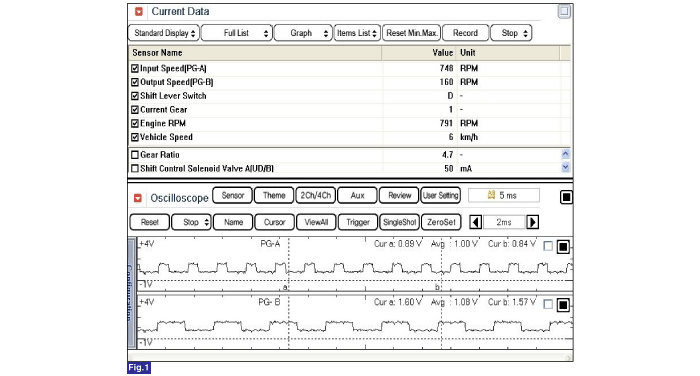 Current Data
Standard Display Full List Graph Items List Reset Min.Max. Record Stop
Sensor Name Value Unit
Input Speed(PG-A) 748 RPM
Output Speed(PG-B) 160 RPM
Shift Lever Switch D -
Current Gear 1 -
Engine RPM 791 RPM
Vehicle Speed 6 km/h
Gear Ratio 4.7 -
Shift Control Solenoid Valve A(UD/B) 50 mA
Oscilloscope Sensor Theme 2Ch/4Ch Aux Review User Setting 5 ms
Reset Stop Name Cursor ViewAll Trigger SingleShot ZeroSet 2ms
+4V PG-A Cur a: 0.89 V Avg : 1.00 V Cur b: 0.84 V
-1V a b
+4V PG- B Cur a: 1.60 V Avg : 1.08 V Cur b: 1.57 V
-1V
Configuration
Fig.1